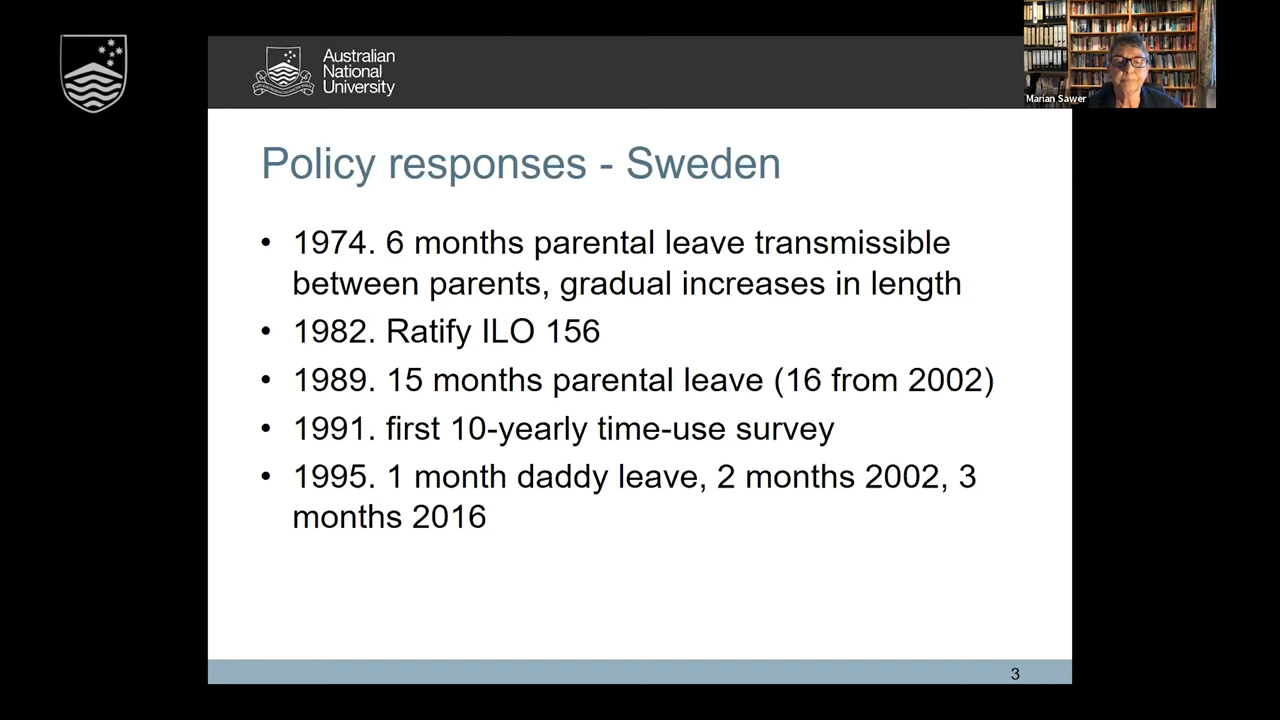 Australian
National
University
Marian Sawer
Policy responses - Sweden
• 1974. 6 months parental leave transmissible
between parents, gradual increases in length
• 1982. Ratify ILO 156
• 1989. 15 months parental leave (16 from 2002)
• 1991. first 10-yearly time-use survey
• 1995. 1 month daddy leave, 2 months 2002, 3
months 2016
3